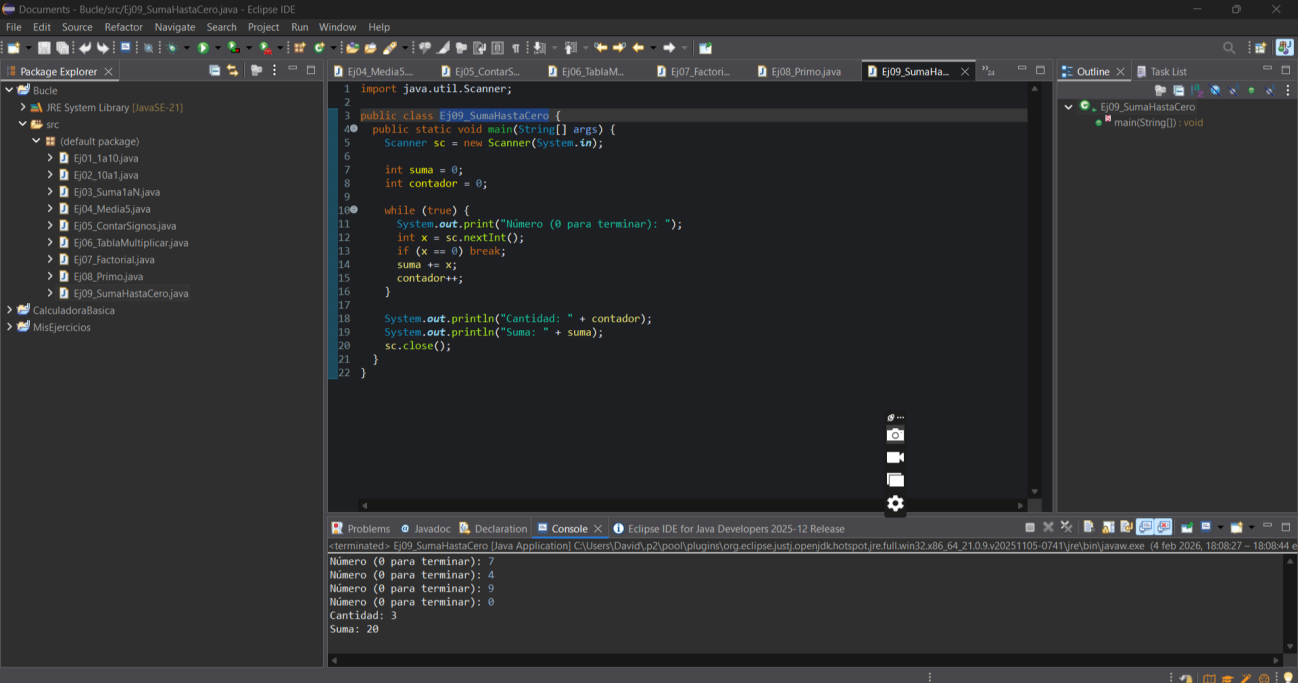 Documents - Bucle/src/Ej09_SumaHastaCero.java - Eclipse IDE
File Edit Source Refactor Navigate Search Project Run Window Help
Package Explorer
Bucle
JRE System Library [JavaSE-21]
src
(default package)
Ej01_1a10.java
Ej02_10a1.java
Ej03_Suma1aN.java
Ej04_Media5.java
Ej05_ContarSignos.java
Ej06_TablaMultiplicar.java
Ej07_Factorial.java
Ej08_Primo.java
Ej09_SumaHastaCero.java
CalculadoraBasica
MisEjercicios
Ej04_Media5.... Ej05_ContarS... Ej06_TablaM... Ej07_Factori... Ej08_Primo.java Ej09_SumaHa... »24
1 import java.util.Scanner;
2
3 public class Ej09_SumaHastaCero {
4 public static void main(String[] args) {
5 Scanner sc = new Scanner(System.in);
6
7 int suma = 0;
8 int contador = 0;
9
10 while (true) {
11 System.out.print("Número (0 para terminar): ");
12 int x = sc.nextInt();
13 if (x == 0) break;
14 suma += x;
15 contador++;
16 }
17
18 System.out.println("Cantidad: " + contador);
19 System.out.println("Suma: " + suma);
20 sc.close();
21 }
22 }
Outline Task List
Ej09_SumaHastaCero
main(String[]) : void
Problems Javadoc Declaration Console Eclipse IDE for Java Developers 2025-12 Release
<terminated> Ej09_SumaHastaCero [Java Application] C:\Users\David\.p2\pool\plugins\org.eclipse.justj.openjdk.hotspot.jre.full.win32.x86_64_21.0.9.v20251105-0741\jre\bin\javaw.exe (4 feb 2026, 18:08:27 – 18:08:44 e
Número (0 para terminar): 7
Número (0 para terminar): 4
Número (0 para terminar): 9
Número (0 para terminar): 0
Cantidad: 3
Suma: 20